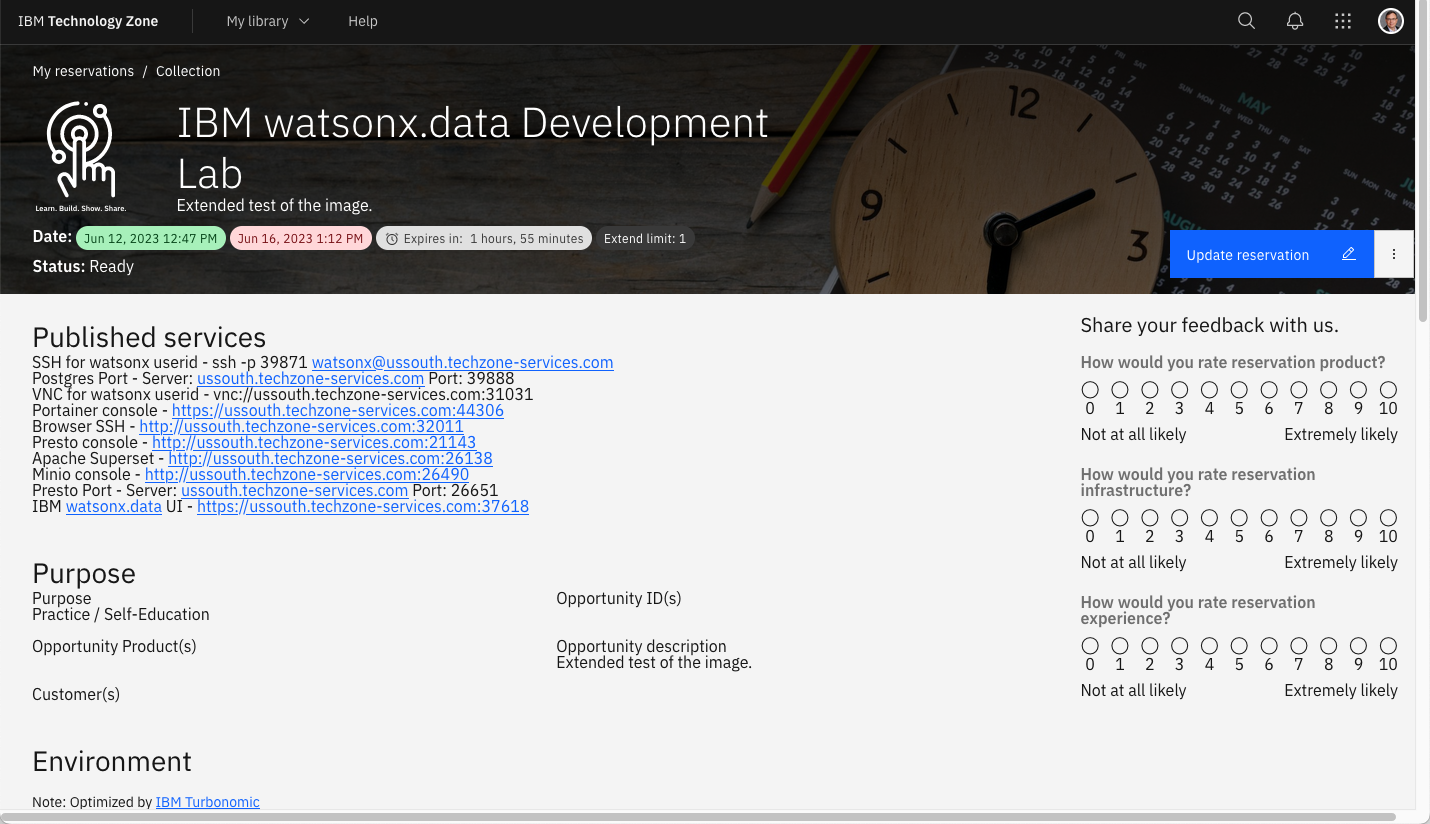 IBM Technology Zone
My library
Help
My reservations / Collection
Learn. Build. Show. Share.
IBM watsonx.data Development
Lab
Extended test of the image.
Date: Jun 12, 2023 12:47 PM Jun 16, 2023 1:12 PM Expires in: 1 hours, 55 minutes Extend limit: 1
Status: Ready
12
9
3
MAY
AUGUST
Update reservation
Published services
SSH for watsonx userid - ssh -p 39871 watsonx@ussouth.techzone-services.com
Postgres Port - Server: ussouth.techzone-services.com Port: 39888
VNC for watsonx userid - vnc://ussouth.techzone-services.com:31031
Portainer console - https://ussouth.techzone-services.com:44306
Browser SSH - http://ussouth.techzone-services.com:32011
Presto console - http://ussouth.techzone-services.com:21143
Apache Superset - http://ussouth.techzone-services.com:26138
Minio console - http://ussouth.techzone-services.com:26490
Presto Port - Server: ussouth.techzone-services.com Port: 26651
IBM watsonx.data UI - https://ussouth.techzone-services.com:37618
Purpose
Purpose
Practice / Self-Education
Opportunity ID(s)
Opportunity Product(s)
Opportunity description
Extended test of the image.
Customer(s)
Environment
Note: Optimized by IBM Turbonomic
Share your feedback with us.
How would you rate reservation product?
0 1 2 3 4 5 6 7 8 9 10
Not at all likely Extremely likely
How would you rate reservation
infrastructure?
0 1 2 3 4 5 6 7 8 9 10
Not at all likely Extremely likely
How would you rate reservation
experience?
0 1 2 3 4 5 6 7 8 9 10
Not at all likely Extremely likely